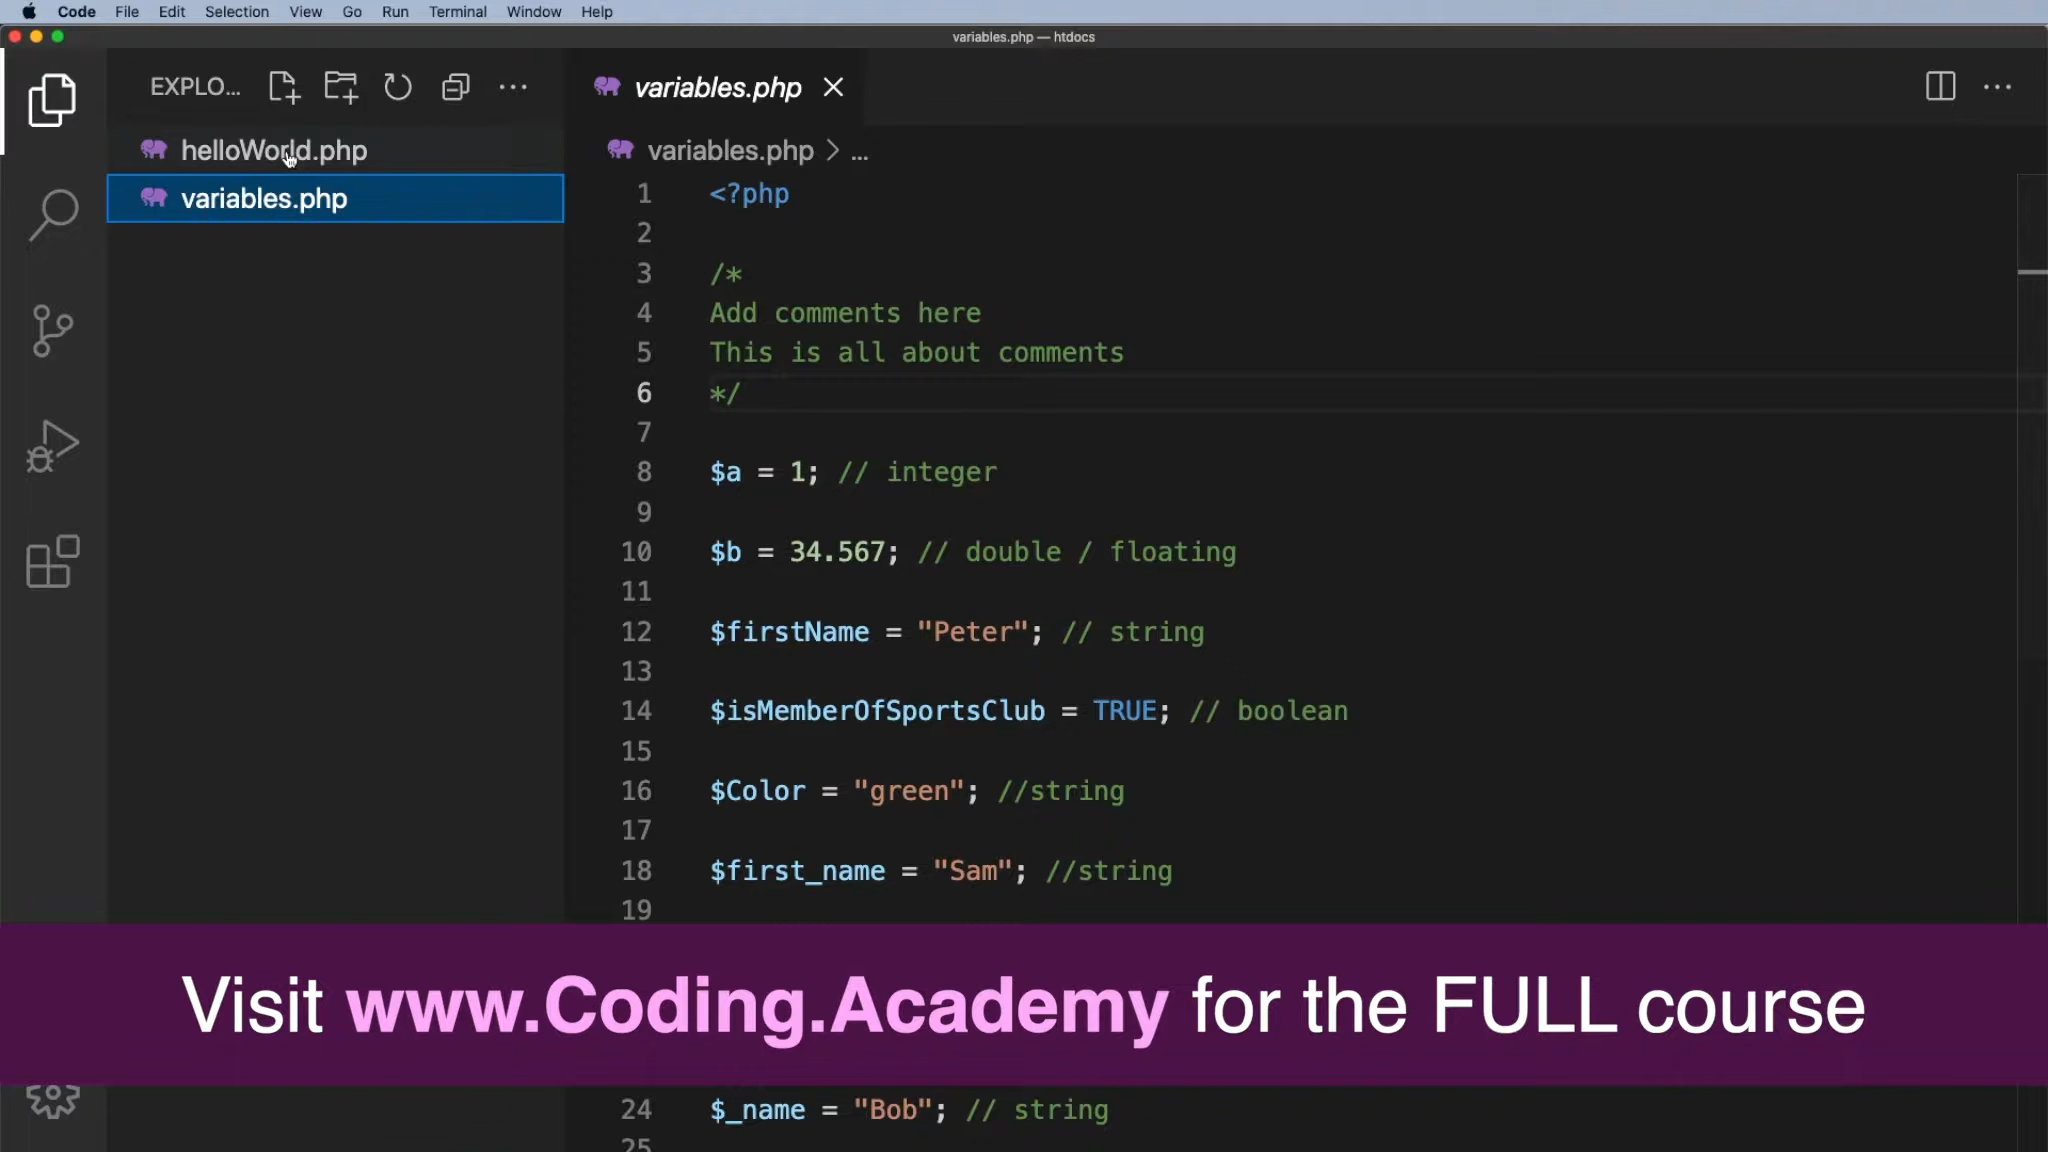 Code File Edit Selection View Go Run Terminal Window Help
variables.php — htdocs
EXPLO...
helloWorld.php
variables.php
variables.php
variables.php > ...
1 <?php
2
3 /*
4 Add comments here
5 This is all about comments
6 */
7
8 $a = 1; // integer
9
10 $b = 34.567; // double / floating
11
12 $firstName = "Peter"; // string
13
14 $isMemberOfSportsClub = TRUE; // boolean
15
16 $Color = "green"; //string
17
18 $first_name = "Sam"; //string
19
Visit www.Coding.Academy for the FULL course
24 $_name = "Bob"; // string
25